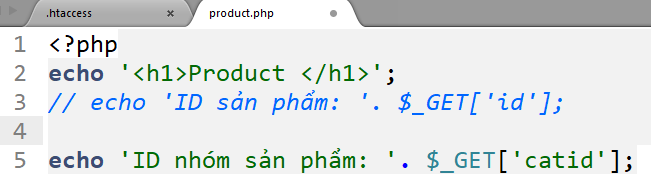 .htaccess × product.php
1 <?php
2 echo '<h1>Product </h1>';
3 // echo 'ID sản phẩm: '. $_GET['id'];
4
5 echo 'ID nhóm sản phẩm: '. $_GET['catid'];